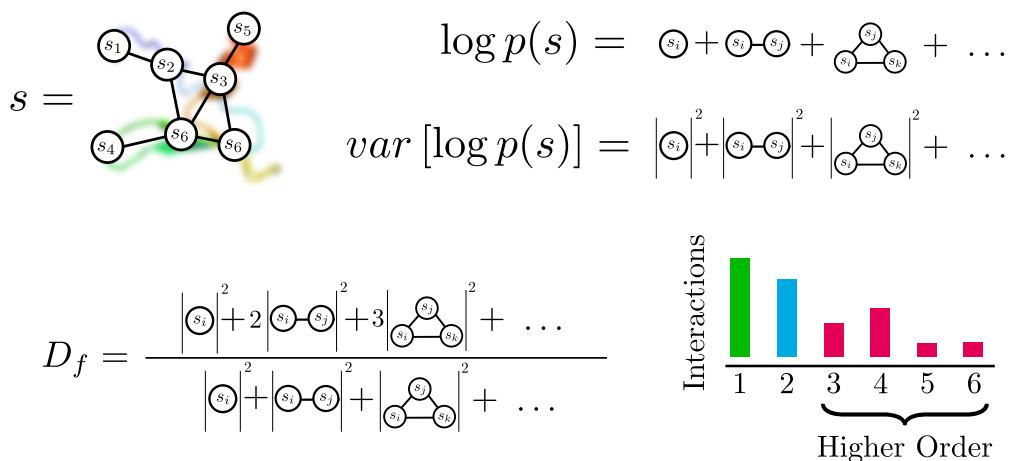 s =
s₁
s₂
s₃
s₄
s₅
s₆
s₆
log p(s) = sᵢ + sᵢ sⱼ + sᵢ sⱼ sₖ + ...
var [log p(s)] = |sᵢ|² + |sᵢ sⱼ|² + |sᵢ sⱼ sₖ|² + ...
|sᵢ|² + 2 |sᵢ sⱼ|² + 3 |sᵢ sⱼ sₖ|² + ...
D_f =
|sᵢ|² + |sᵢ sⱼ|² + |sᵢ sⱼ sₖ|² + ...
Interactions
1 2 3 4 5 6
Higher Order